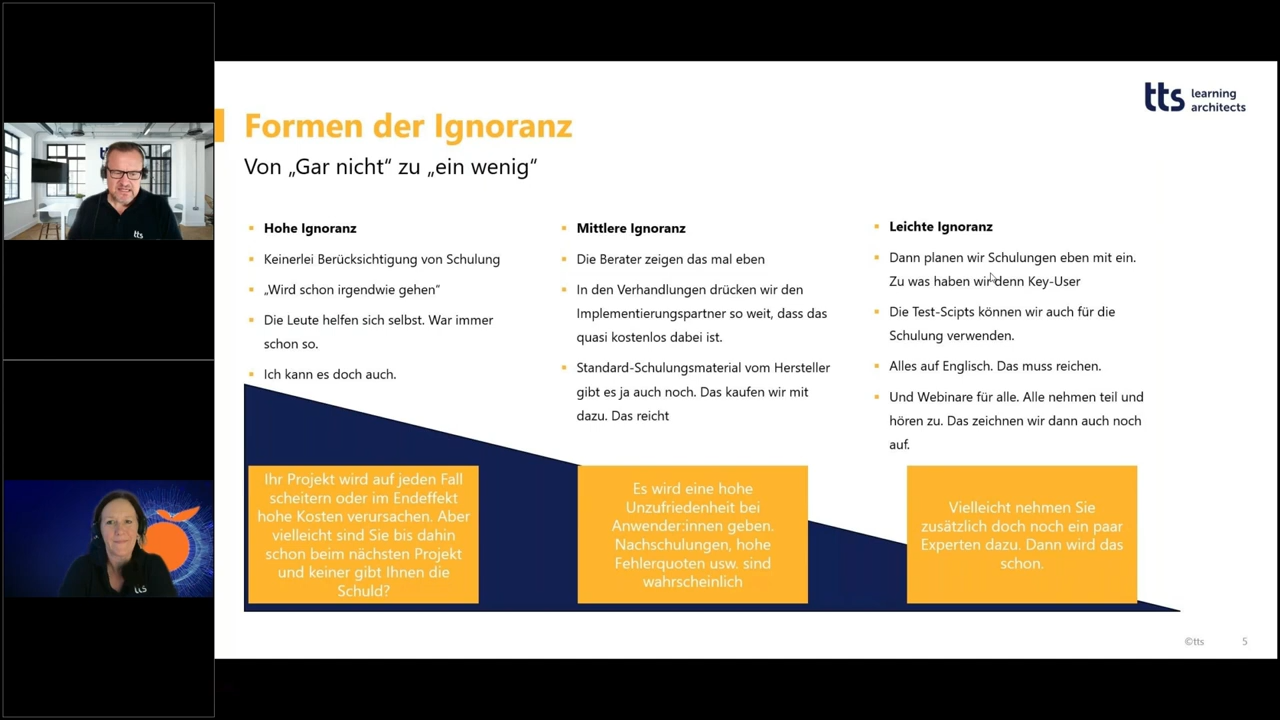 tts learning
architects
Formen der Ignoranz
Von „Gar nicht“ zu „ein wenig“
Hohe Ignoranz
Keinerlei Berücksichtigung von Schulung
„Wird schon irgendwie gehen“
Die Leute helfen sich selbst. War immer
schon so.
Ich kann es doch auch.
Mittlere Ignoranz
Die Berater zeigen das mal eben
In den Verhandlungen drücken wir den
Implementierungspartner so weit, dass das
quasi kostenlos dabei ist.
Standard-Schulungsmaterial vom Hersteller
gibt es ja auch noch. Das kaufen wir mit
dazu. Das reicht
Leichte Ignoranz
Dann planen wir Schulungen eben mit ein.
Zu was haben wir denn Key-User
Die Test-Scipts können wir auch für die
Schulung verwenden.
Alles auf Englisch. Das muss reichen.
Und Webinare für alle. Alle nehmen teil und
hören zu. Das zeichnen wir dann auch noch
auf.
Ihr Projekt wird auf jeden Fall
scheitern oder im Endeffekt
hohe Kosten verursachen. Aber
vielleicht sind Sie bis dahin
schon beim nächsten Projekt
und keiner gibt Ihnen die
Schuld?
Es wird eine hohe
Unzufriedenheit bei
Anwender:innen geben.
Nachschulungen, hohe
Fehlerquoten usw. sind
wahrscheinlich
Vielleicht nehmen Sie
zusätzlich doch noch ein paar
Experten dazu. Dann wird das
schon.
©tts 5
tts
tts